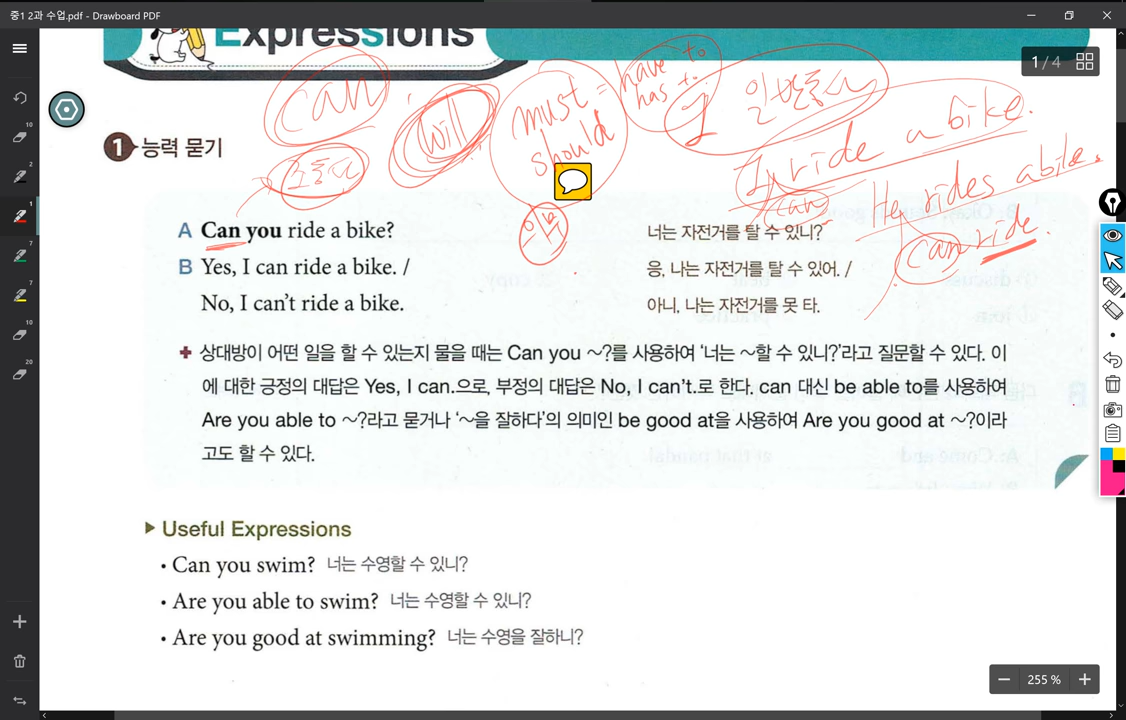 중1 2과 수업.pdf - Drawboard PDF
Expressions
1 / 4
can
will
must =
should
have to
has to
일반동사
조동사
의무
I ride a bike.
can
He rides a bike.
can ride.
1 능력 묻기
A Can you ride a bike?
너는 자전거를 탈 수 있니?
B Yes, I can ride a bike. /
응, 나는 자전거를 탈 수 있어. /
No, I can't ride a bike.
아니, 나는 자전거를 못 타.
+ 상대방이 어떤 일을 할 수 있는지 물을 때는 Can you ~?를 사용하여 '너는 ~할 수 있니?'라고 질문할 수 있다. 이
에 대한 긍정의 대답은 Yes, I can.으로, 부정의 대답은 No, I can't.로 한다. can 대신 be able to를 사용하여
Are you able to ~?라고 묻거나 '~을 잘하다'의 의미인 be good at을 사용하여 Are you good at ~?이라
고도 할 수 있다.
▶ Useful Expressions
• Can you swim? 너는 수영할 수 있니?
• Are you able to swim? 너는 수영할 수 있니?
• Are you good at swimming? 너는 수영을 잘하니?
10
2
1
7
7
10
20
255 %